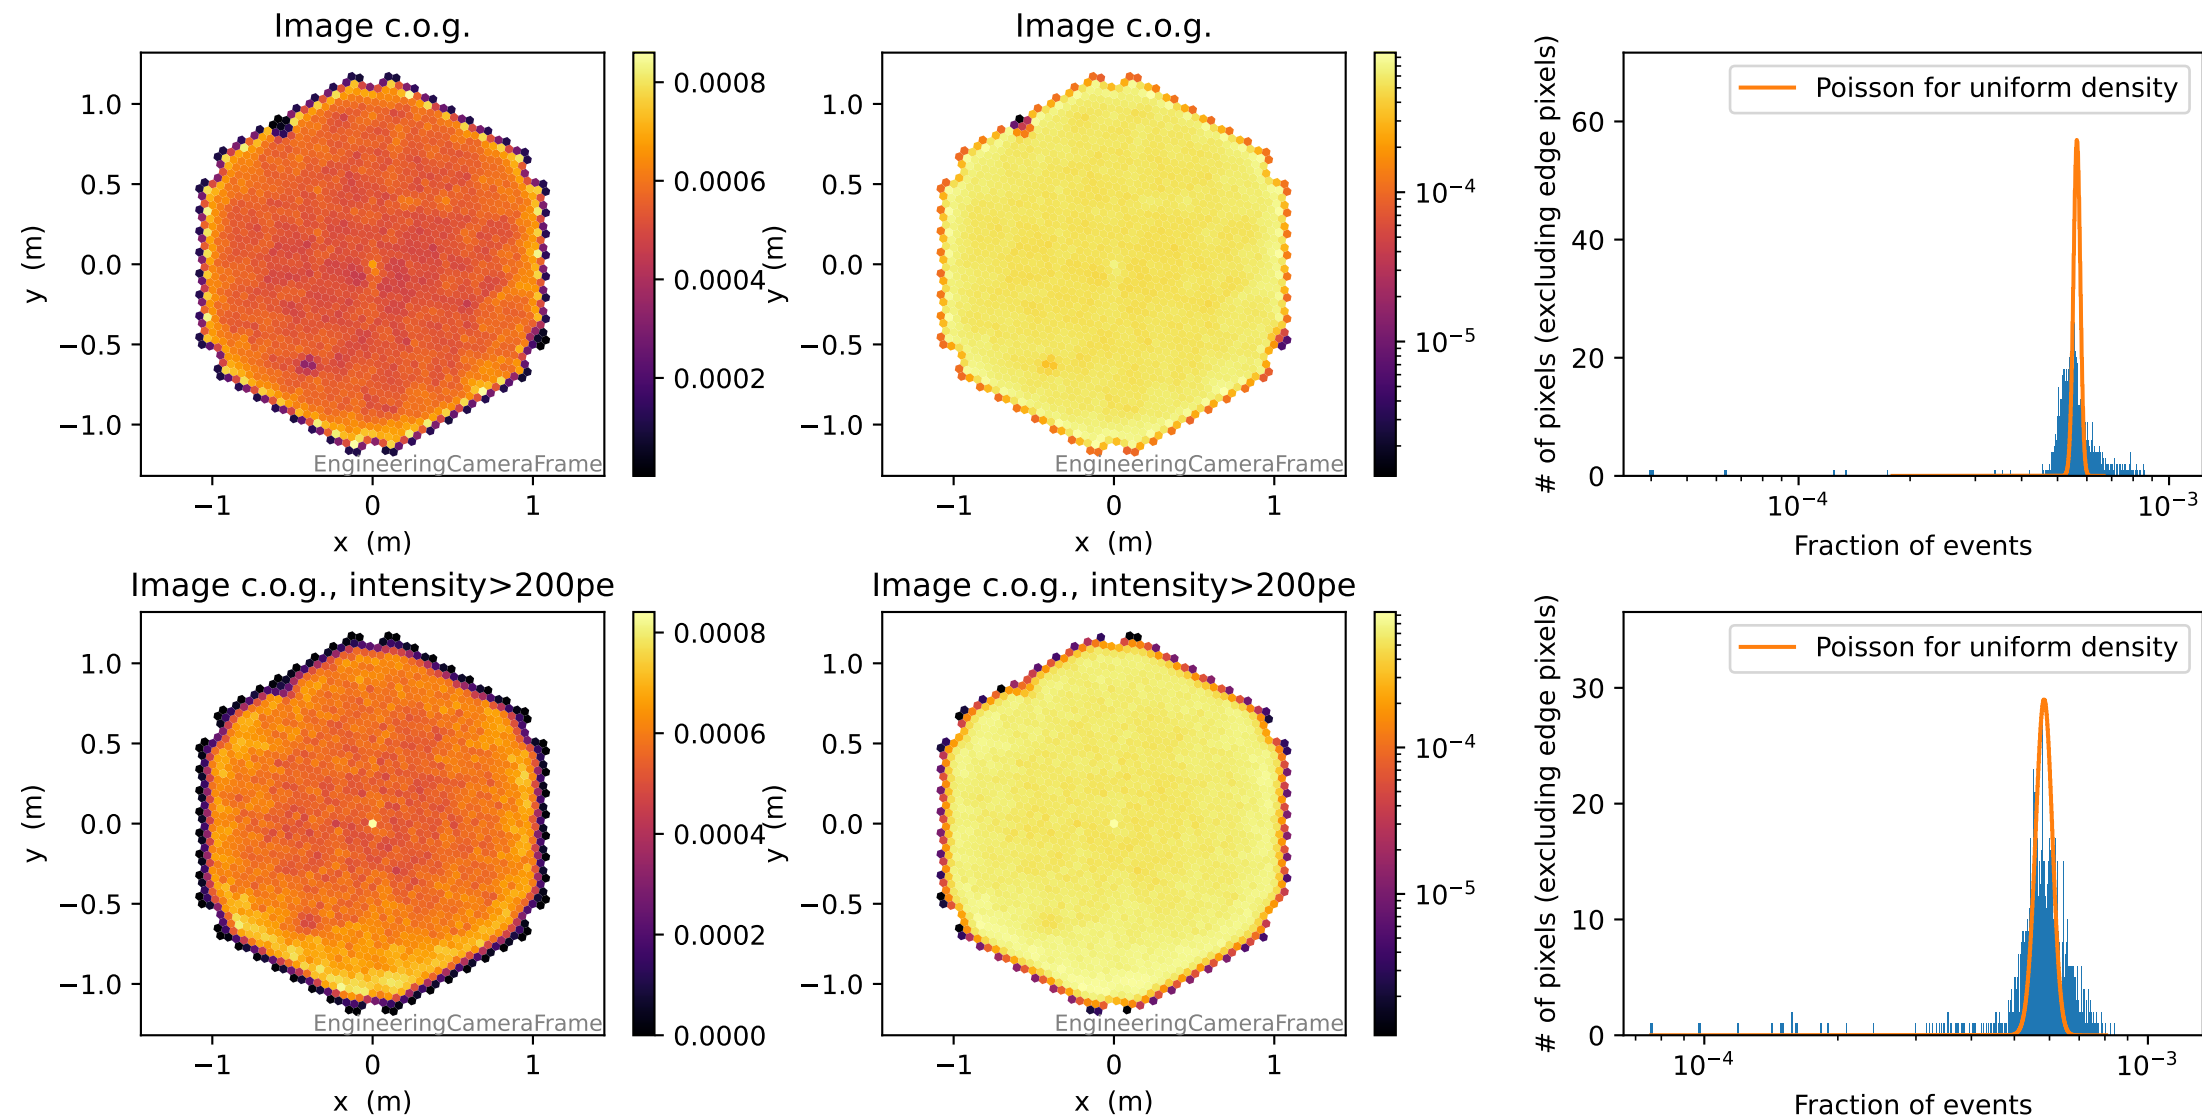 Image c.o.g.
1.0
0.5
0.0
−0.5
−1.0
y (m)
−1
0
1
x (m)
EngineeringCameraFrame
0.0008
0.0006
0.0004
0.0002
Image c.o.g.
1.0
0.5
0.0
−0.5
−1.0
y (m)
−1
0
1
x (m)
EngineeringCameraFrame
10−4
10−5
# of pixels (excluding edge pixels)
60
40
20
0
Poisson for uniform density
10−4
10−3
Fraction of events
Image c.o.g., intensity>200pe
1.0
0.5
0.0
−0.5
−1.0
y (m)
−1
0
1
x (m)
EngineeringCameraFrame
0.0008
0.0006
0.0004
0.0002
0.0000
Image c.o.g., intensity>200pe
1.0
0.5
0.0
−0.5
−1.0
y (m)
−1
0
1
x (m)
EngineeringCameraFrame
10−4
10−5
# of pixels (excluding edge pixels)
30
20
10
0
Poisson for uniform density
10−4
10−3
Fraction of events